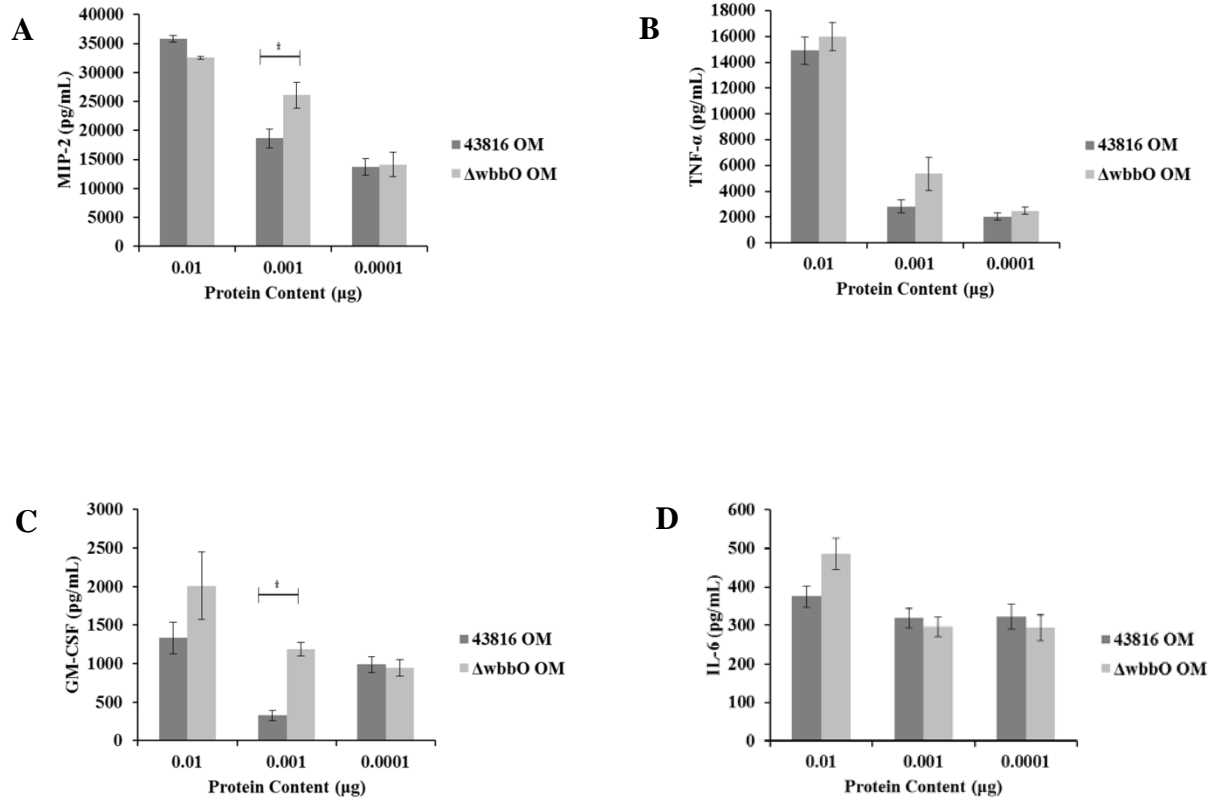 A
MIP-2 (pg/mL)
40000
35000
30000
25000
20000
15000
10000
5000
0
0.01 0.001 0.0001
Protein Content (µg)
43816 OM
ΔwbbO OM
B
TNF-α (pg/mL)
18000
16000
14000
12000
10000
8000
6000
4000
2000
0
0.01 0.001 0.0001
Protein Content (µg)
43816 OM
ΔwbbO OM
C
GM-CSF (pg/mL)
3000
2500
2000
1500
1000
500
0
0.01 0.001 0.0001
Protein Content (µg)
43816 OM
ΔwbbO OM
D
IL-6 (pg/mL)
600
500
400
300
200
100
0
0.01 0.001 0.0001
Protein Content (µg)
43816 OM
ΔwbbO OM